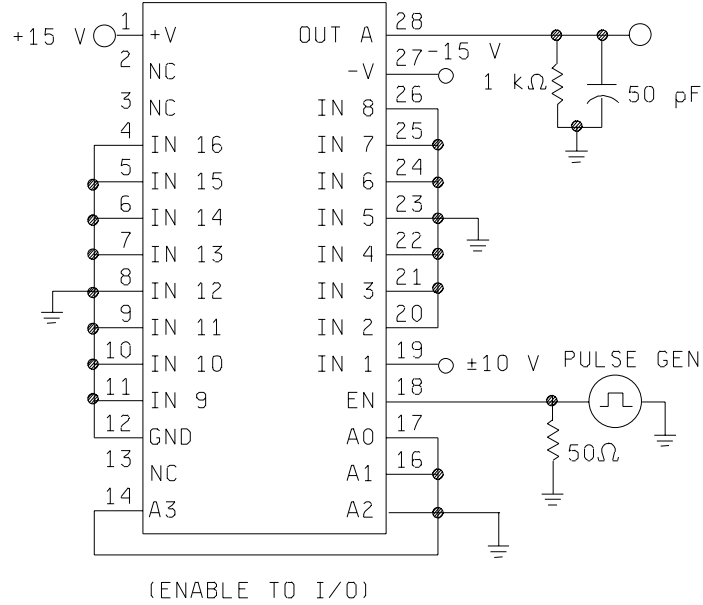 +15 V 1 +V OUT A 28
2 NC -V 27 -15 V
3 NC IN 8 26 1 kΩ 50 pF
4 IN 16 IN 7 25
5 IN 15 IN 6 24
6 IN 14 IN 5 23
7 IN 13 IN 4 22
8 IN 12 IN 3 21
9 IN 11 IN 2 20
10 IN 10 IN 1 19 ±10 V PULSE GEN
11 IN 9 EN 18
12 GND A0 17 50Ω
13 NC A1 16
14 A3 A2
(ENABLE TO I/O)